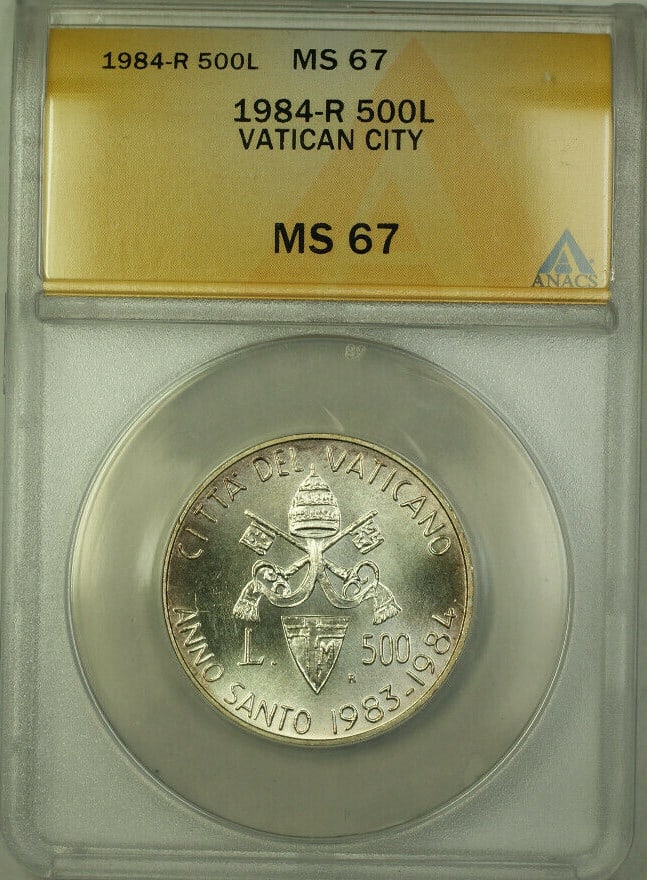 1984-R 500L MS 67
1984-R 500L
VATICAN CITY
MS 67
ANACS
CITTA' DEL VATICANO
L. 500
M
R
ANNO SANTO 1983-1984